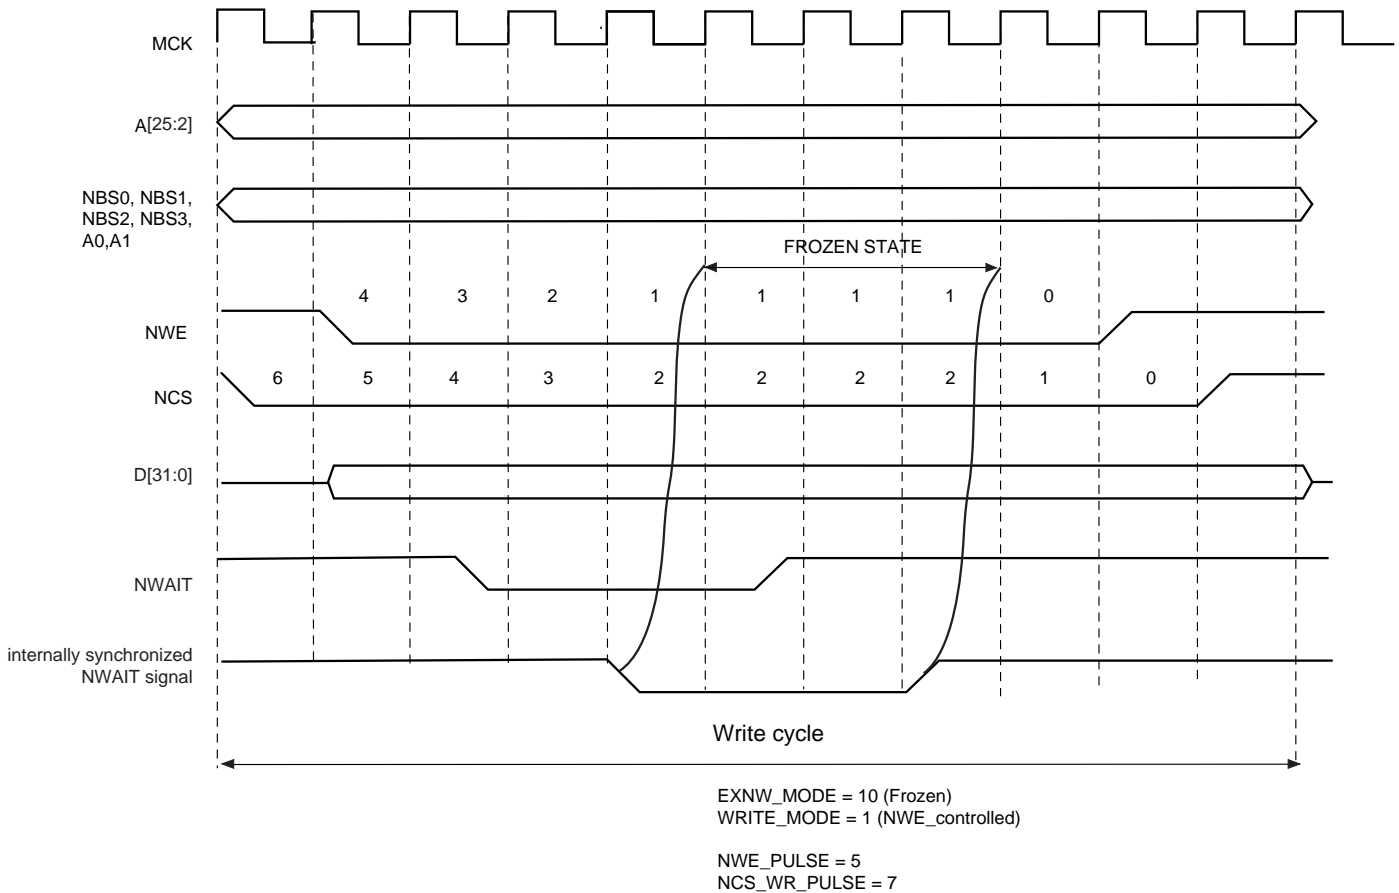 MCK
A[25:2]
NBS0, NBS1,
NBS2, NBS3,
A0,A1
FROZEN STATE
4 3 2 1 1 1 1 0
NWE
6 5 4 3 2 2 2 2 1 0
NCS
D[31:0]
NWAIT
internally synchronized
NWAIT signal
Write cycle
EXNW_MODE = 10 (Frozen)
WRITE_MODE = 1 (NWE_controlled)
NWE_PULSE = 5
NCS_WR_PULSE = 7